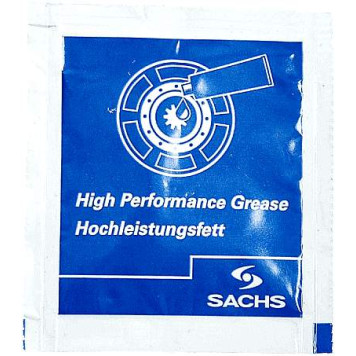 High Performance Grease
Hochleistungsfett
SACHS